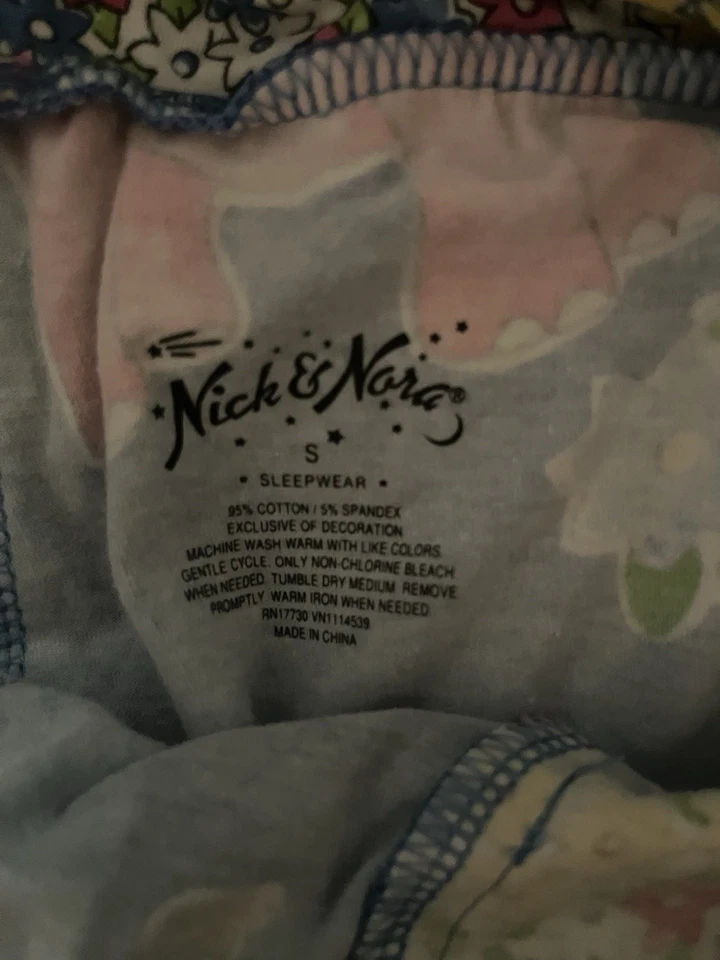 Nick & Nora®
S
• SLEEPWEAR •
95% COTTON / 5% SPANDEX
EXCLUSIVE OF DECORATION
MACHINE WASH WARM WITH LIKE COLORS.
GENTLE CYCLE. ONLY NON-CHLORINE BLEACH
WHEN NEEDED. TUMBLE DRY MEDIUM. REMOVE
PROMPTLY. WARM IRON WHEN NEEDED.
RN17730 VN1114539
MADE IN CHINA